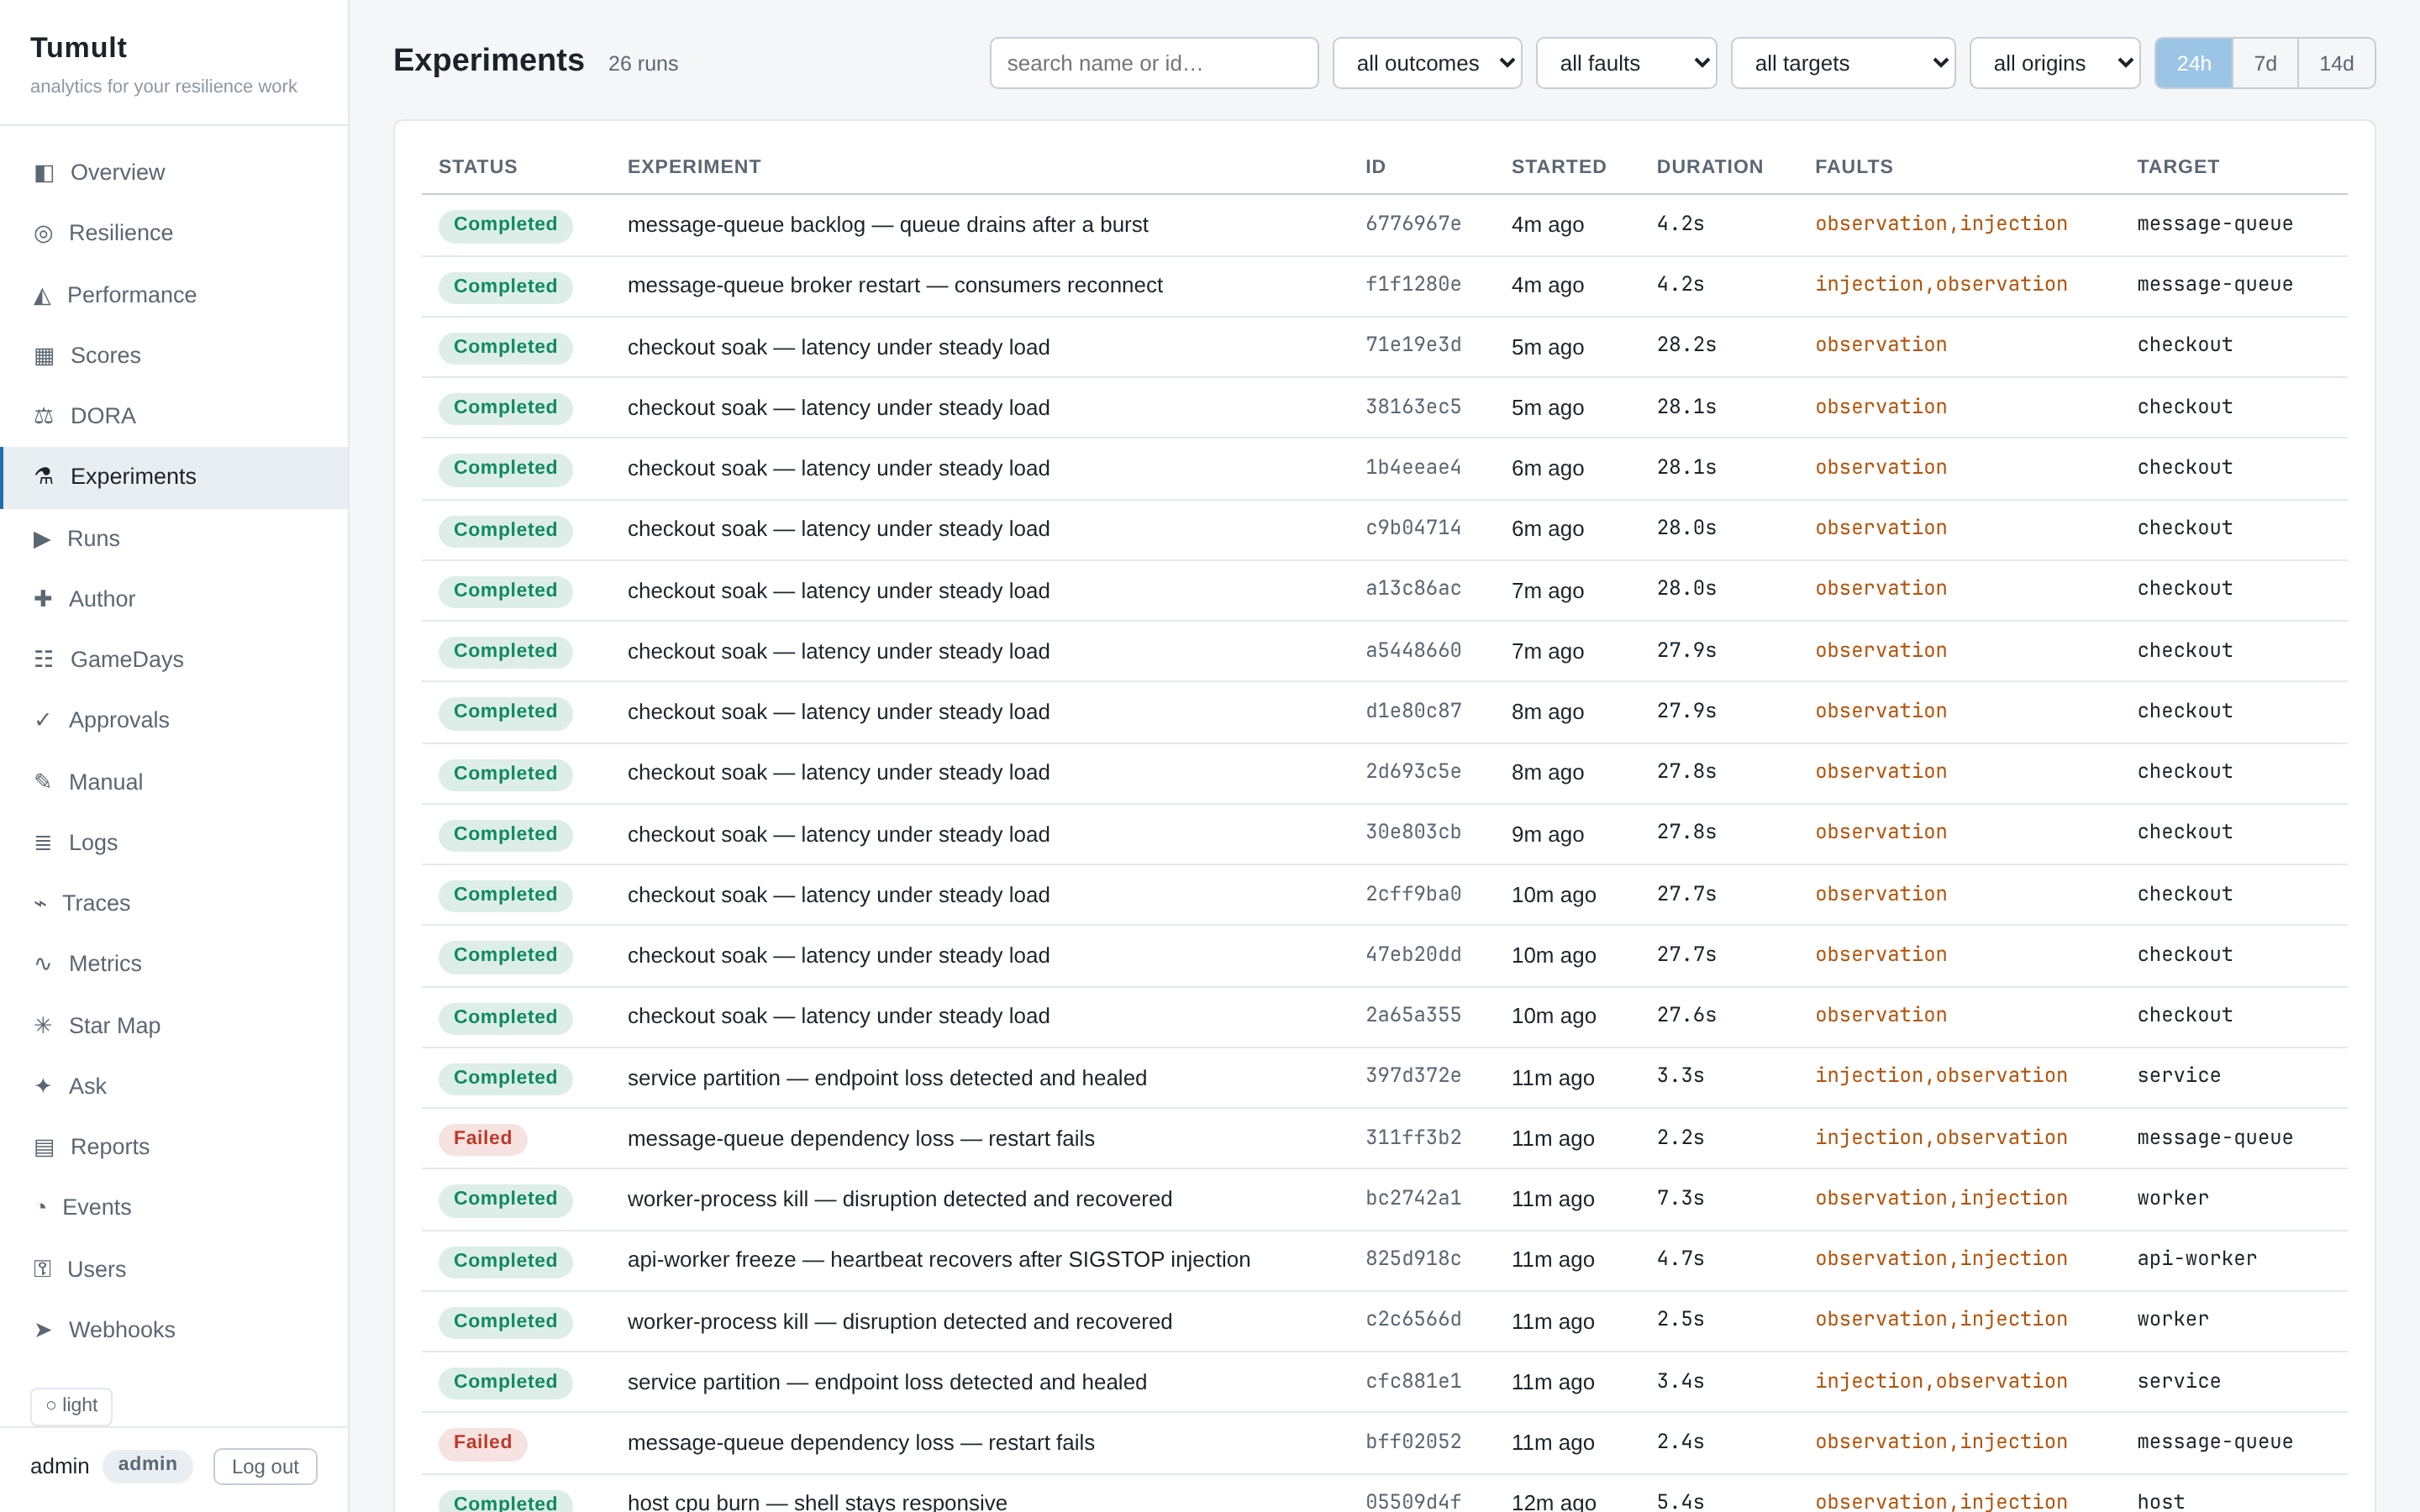 Tumult
analytics for your resilience work
Overview
Resilience
Performance
Scores
DORA
Experiments
Runs
Author
GameDays
Approvals
Manual
Logs
Traces
Metrics
Star Map
Ask
Reports
Events
Users
Webhooks
light
admin admin Log out
Experiments 26 runs search name or id… all outcomes all faults all targets all origins 24h 7d 14d
STATUS EXPERIMENT ID STARTED DURATION FAULTS TARGET
Completed message-queue backlog — queue drains after a burst 6776967e 4m ago 4.2s observation,injection message-queue
Completed message-queue broker restart — consumers reconnect f1f1280e 4m ago 4.2s injection,observation message-queue
Completed checkout soak — latency under steady load 71e19e3d 5m ago 28.2s observation checkout
Completed checkout soak — latency under steady load 38163ec5 5m ago 28.1s observation checkout
Completed checkout soak — latency under steady load 1b4eeae4 6m ago 28.1s observation checkout
Completed checkout soak — latency under steady load c9b04714 6m ago 28.0s observation checkout
Completed checkout soak — latency under steady load a13c86ac 7m ago 28.0s observation checkout
Completed checkout soak — latency under steady load a5448660 7m ago 27.9s observation checkout
Completed checkout soak — latency under steady load d1e80c87 8m ago 27.9s observation checkout
Completed checkout soak — latency under steady load 2d693c5e 8m ago 27.8s observation checkout
Completed checkout soak — latency under steady load 30e803cb 9m ago 27.8s observation checkout
Completed checkout soak — latency under steady load 2cff9ba0 10m ago 27.7s observation checkout
Completed checkout soak — latency under steady load 47eb20dd 10m ago 27.7s observation checkout
Completed checkout soak — latency under steady load 2a65a355 10m ago 27.6s observation checkout
Completed service partition — endpoint loss detected and healed 397d372e 11m ago 3.3s injection,observation service
Failed message-queue dependency loss — restart fails 311ff3b2 11m ago 2.2s injection,observation message-queue
Completed worker-process kill — disruption detected and recovered bc2742a1 11m ago 7.3s observation,injection worker
Completed api-worker freeze — heartbeat recovers after SIGSTOP injection 825d918c 11m ago 4.7s observation,injection api-worker
Completed worker-process kill — disruption detected and recovered c2c6566d 11m ago 2.5s observation,injection worker
Completed service partition — endpoint loss detected and healed cfc881e1 11m ago 3.4s injection,observation service
Failed message-queue dependency loss — restart fails bff02052 11m ago 2.4s observation,injection message-queue
Completed host cpu burn — shell stays responsive 05509d4f 12m ago 5.4s observation,injection host